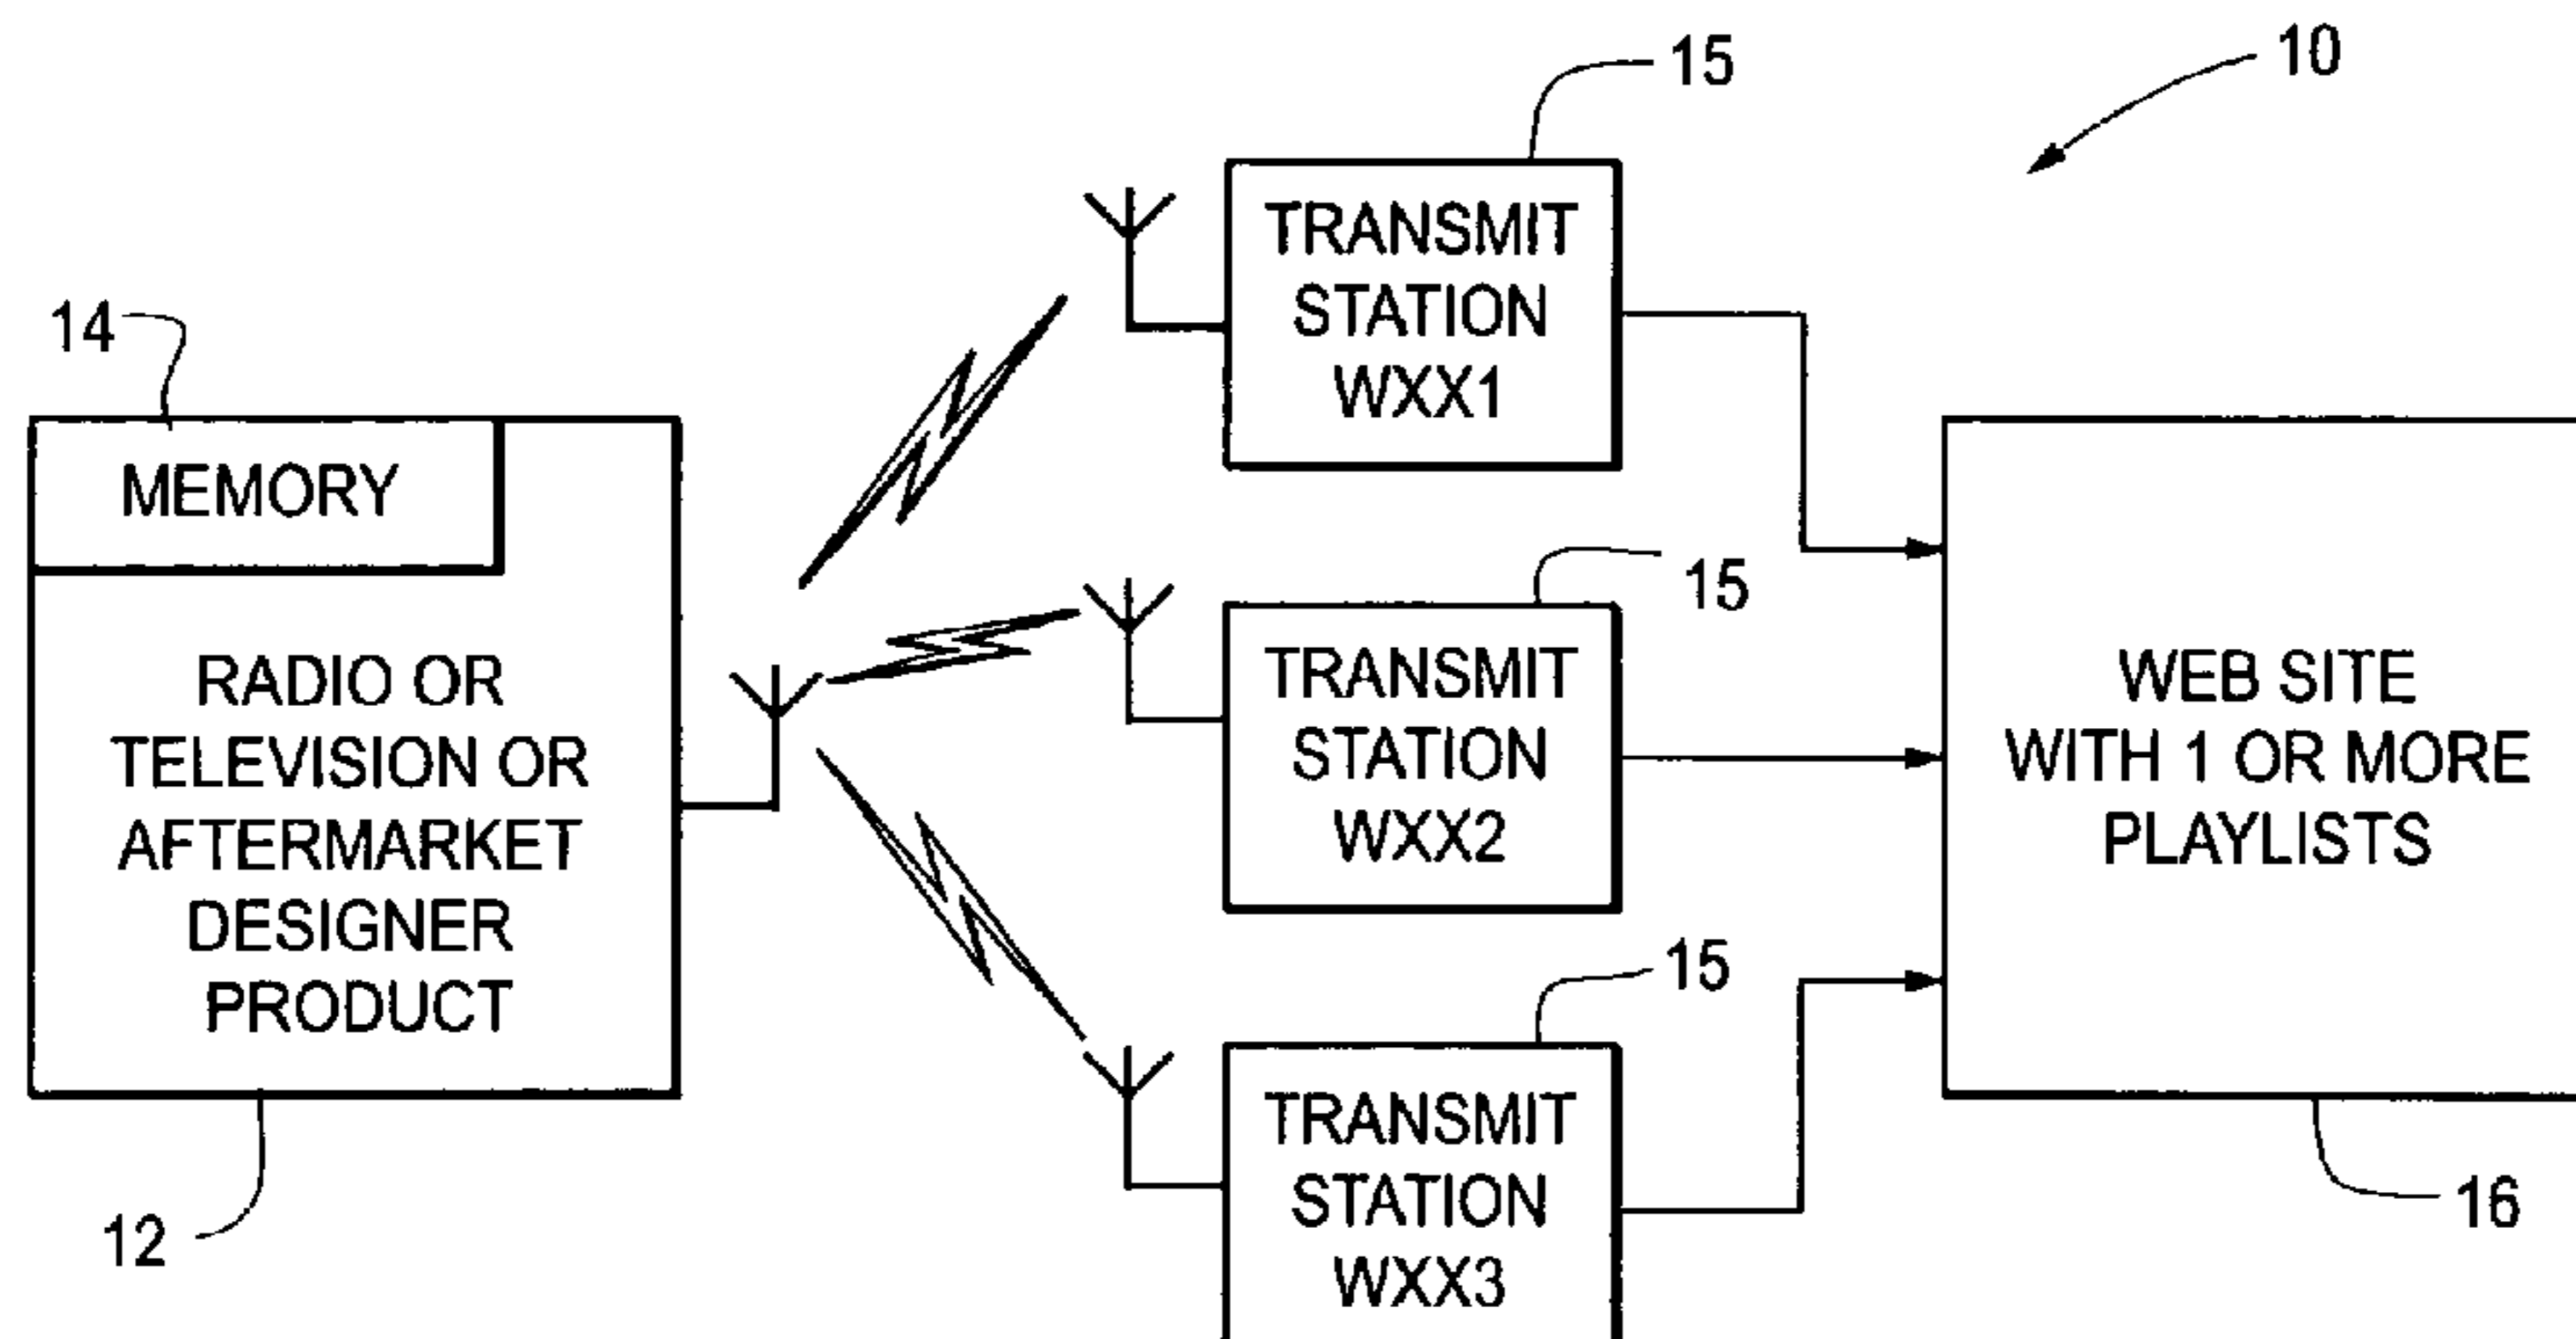 10
15
TRANSMIT
STATION
WXX1
14
MEMORY
RADIO OR
TELEVISION OR
AFTERMARKET
DESIGNER
PRODUCT
12
15
TRANSMIT
STATION
WXX2
15
TRANSMIT
STATION
WXX3
WEB SITE
WITH 1 OR MORE
PLAYLISTS
16